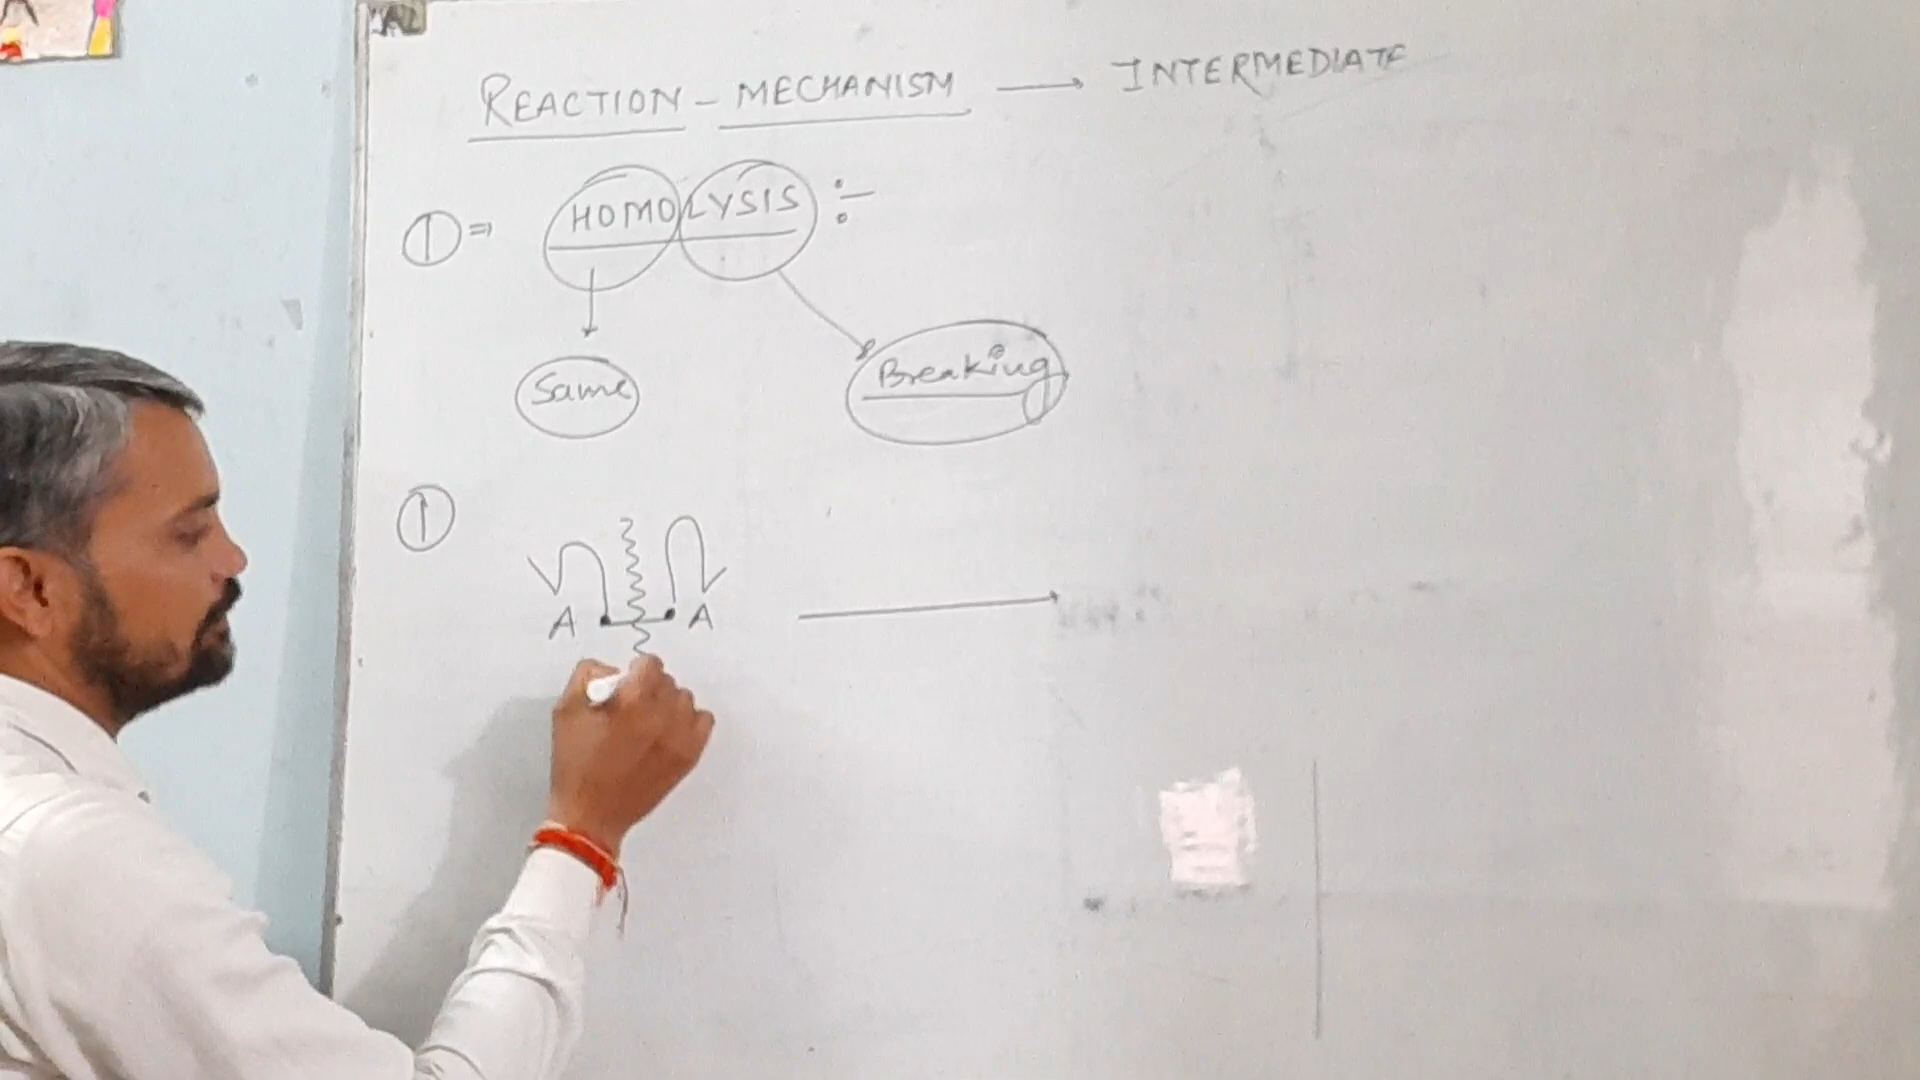 REACTION - MECHANISM → INTERMEDIATE
① ⇒ HOMOLYSIS :-
Same
Breaking
①
A A →